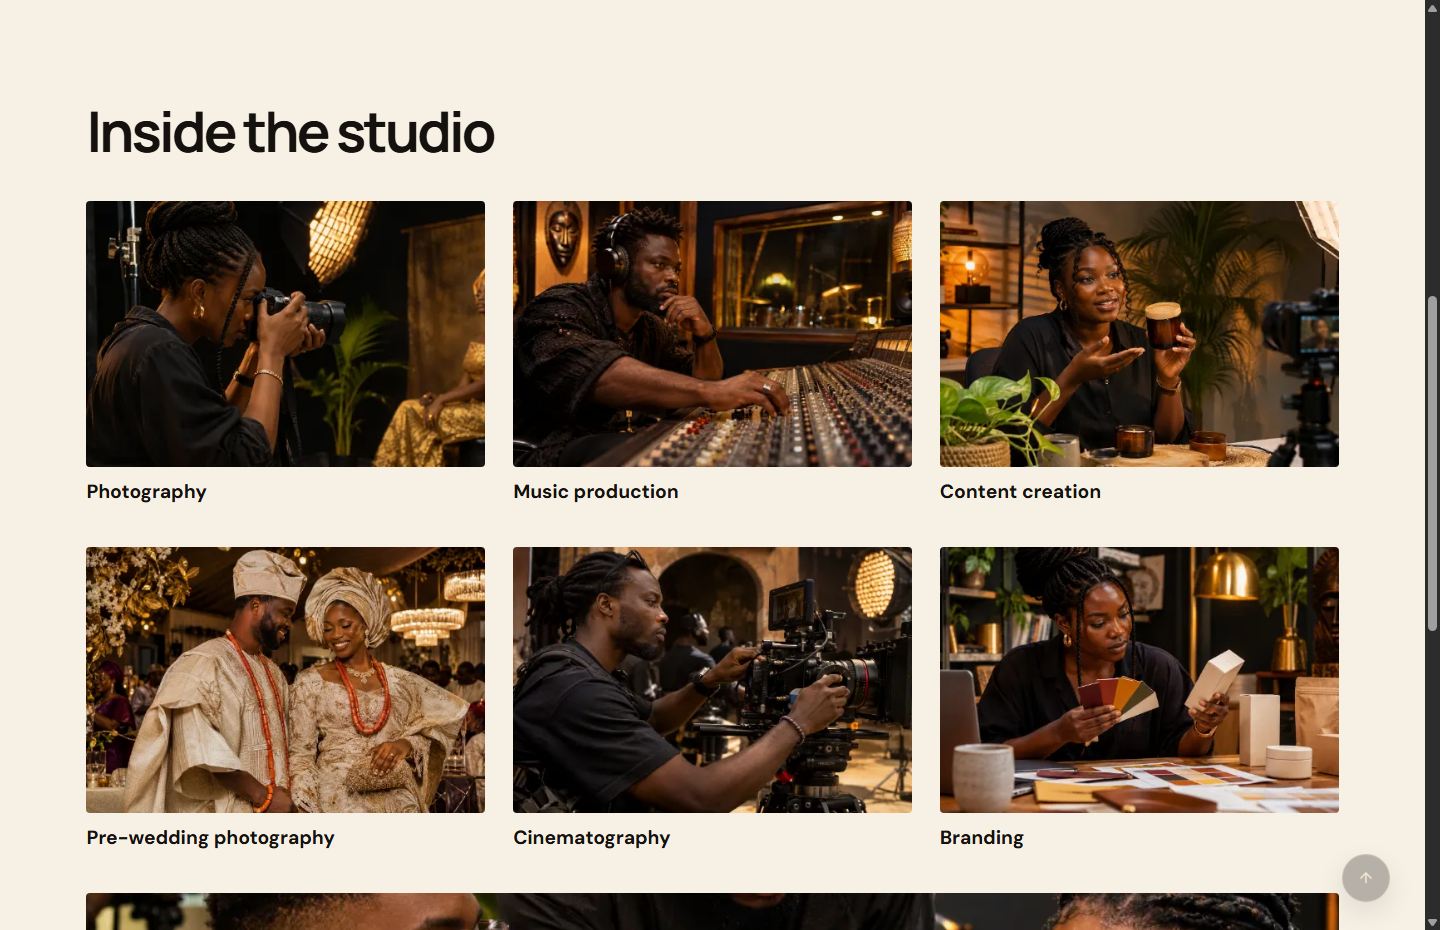 Inside the studio
Photography
Music production
Content creation
Pre-wedding photography
Cinematography
Branding